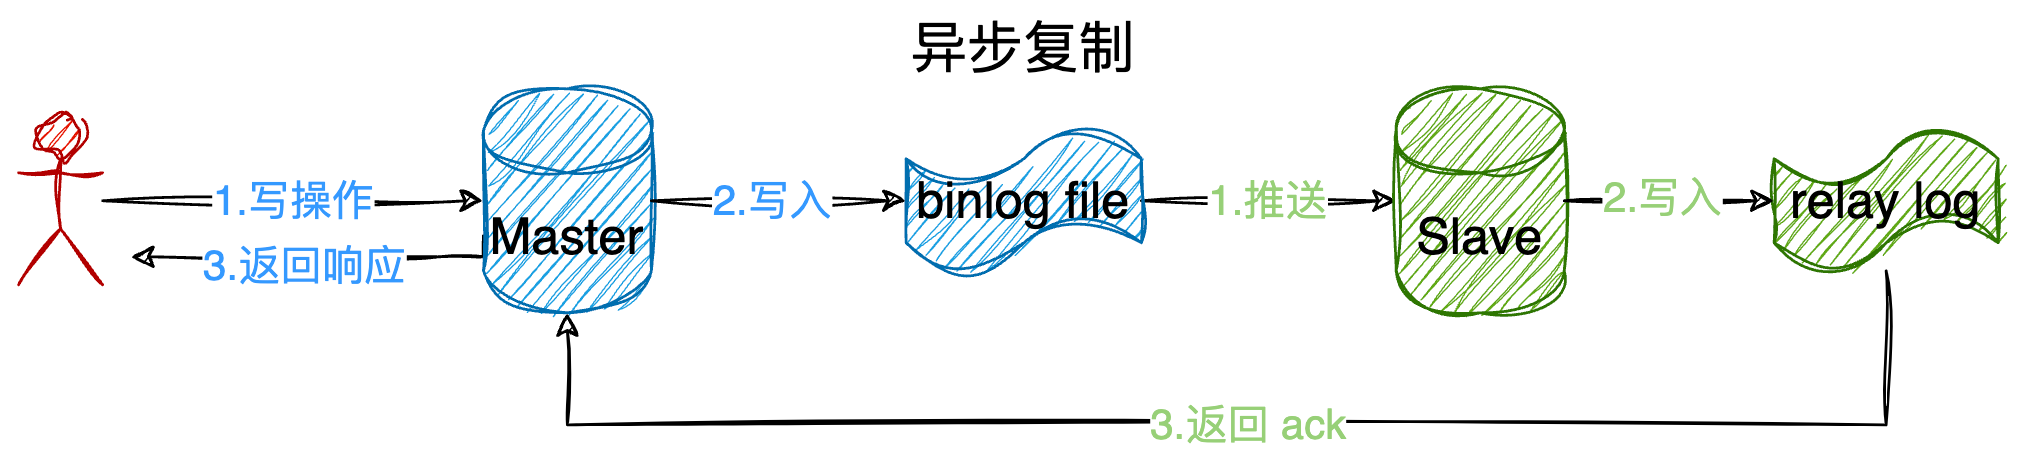 异步复制
1.写操作
3.返回响应
Master
2.写入
binlog file
1.推送
Slave
2.写入
relay log
3.返回 ack